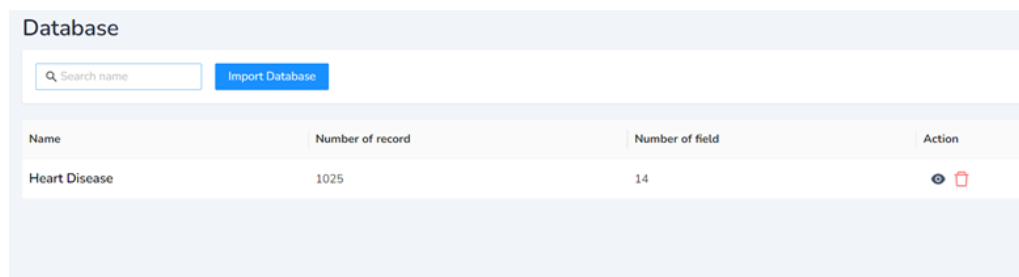 Database
Search name Import Database
Name Number of record Number of field Action
Heart Disease 1025 14